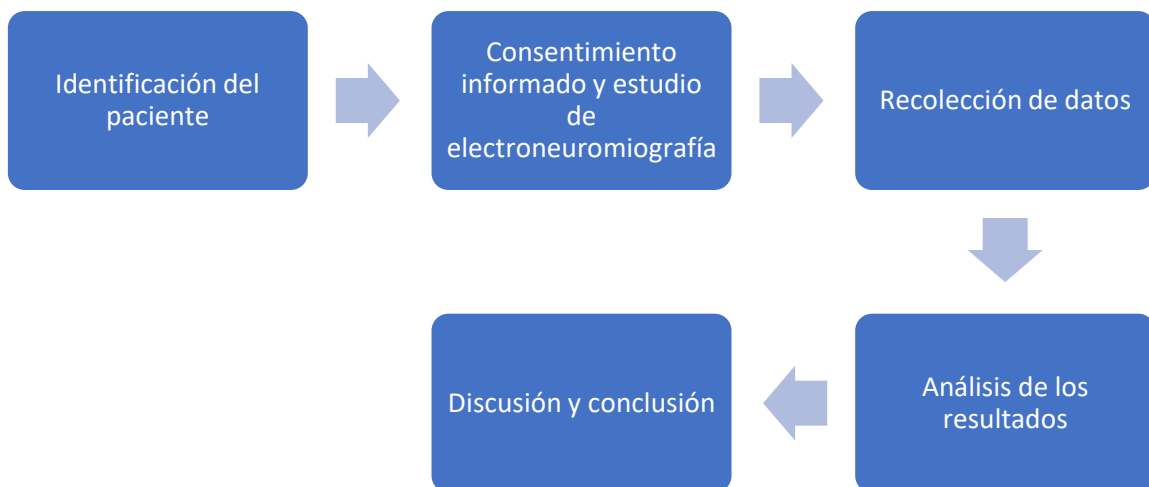 Identificación del
paciente
Consentimiento
informado y estudio
de
electroneuromiografía
Recolección de datos
Análisis de los
resultados
Discusión y conclusión